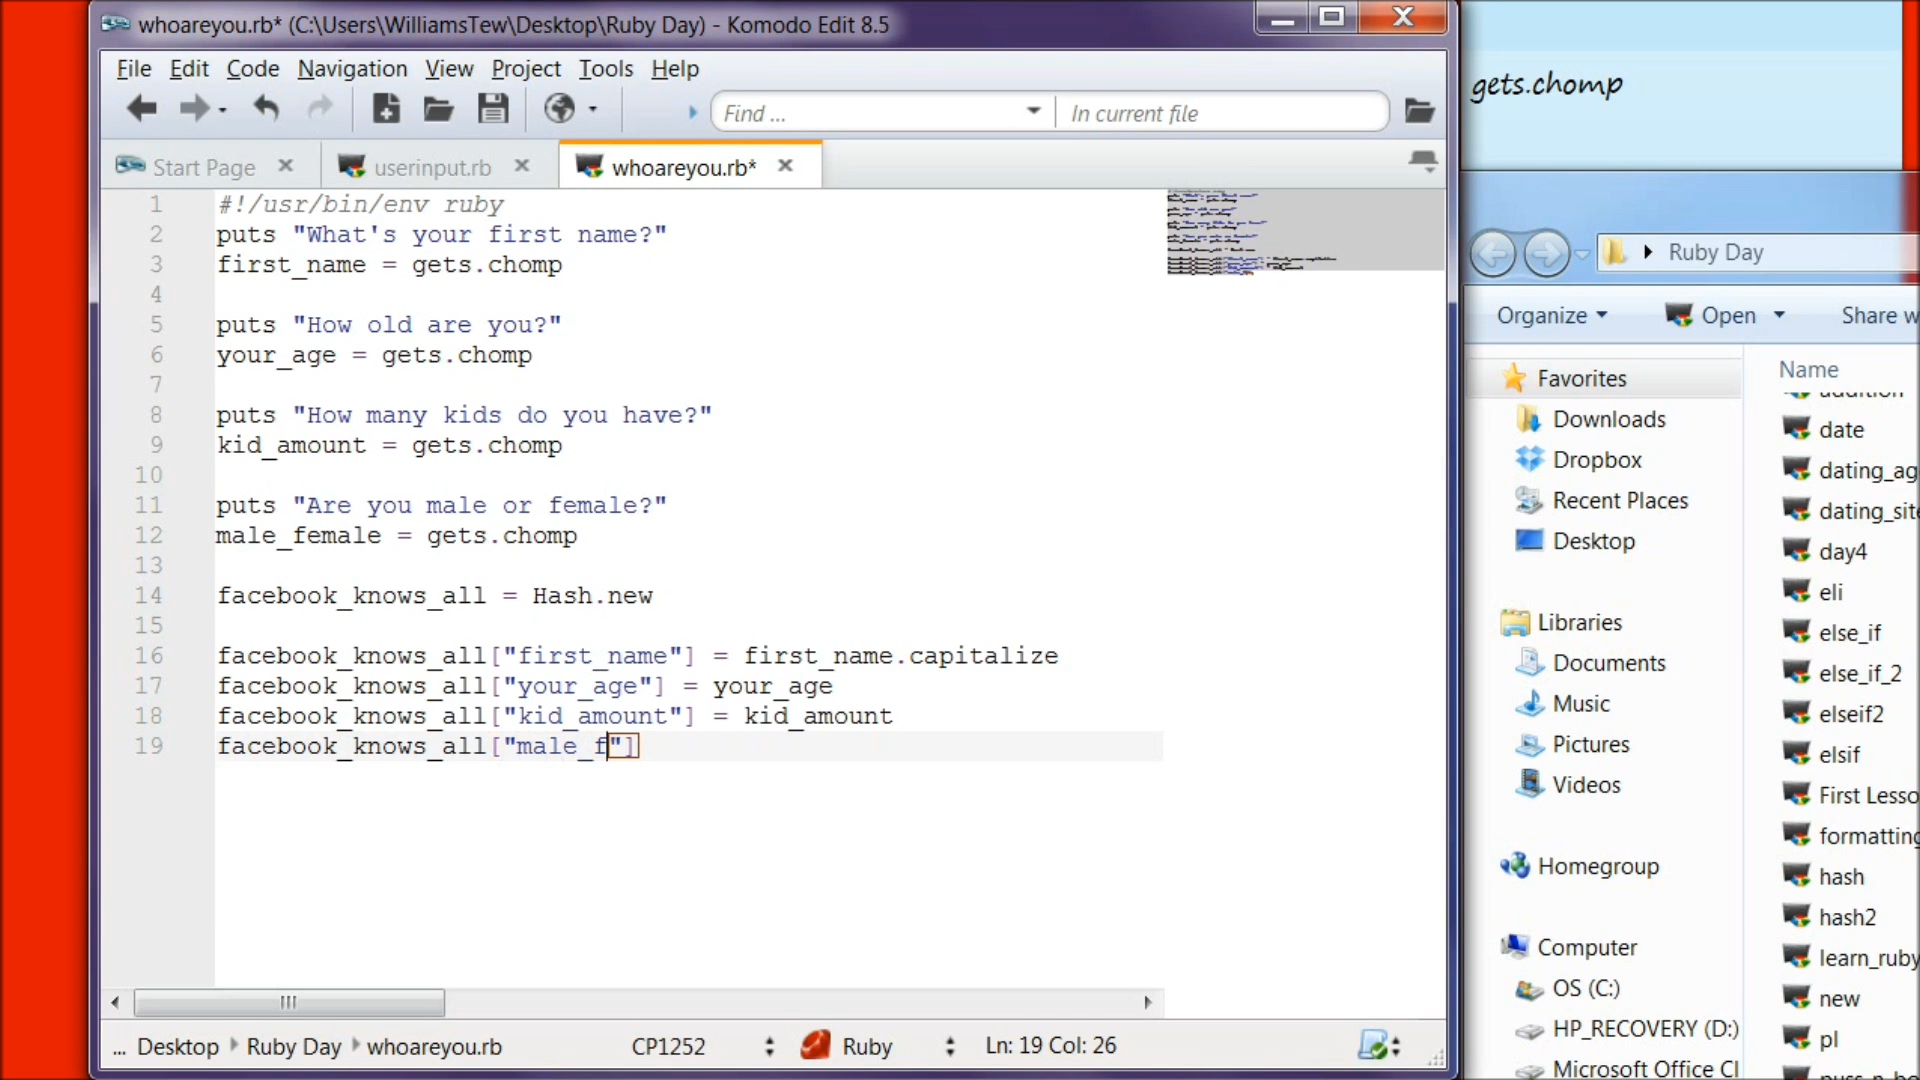 whoareyou.rb* (C:\Users\WilliamsTew\Desktop\Ruby Day) - Komodo Edit 8.5
File Edit Code Navigation View Project Tools Help
Find ... In current file
Start Page userinput.rb whoareyou.rb*
1 #!/usr/bin/env ruby
2 puts "What's your first name?"
3 first_name = gets.chomp
4
5 puts "How old are you?"
6 your_age = gets.chomp
7
8 puts "How many kids do you have?"
9 kid_amount = gets.chomp
10
11 puts "Are you male or female?"
12 male_female = gets.chomp
13
14 facebook_knows_all = Hash.new
15
16 facebook_knows_all["first_name"] = first_name.capitalize
17 facebook_knows_all["your_age"] = your_age
18 facebook_knows_all["kid_amount"] = kid_amount
19 facebook_knows_all["male_f"]
... Desktop Ruby Day whoareyou.rb CP1252 Ruby Ln: 19 Col: 26
gets.chomp
Ruby Day
Organize Open Share w
Favorites
Downloads
Dropbox
Recent Places
Desktop
Libraries
Documents
Music
Pictures
Videos
Homegroup
Computer
OS (C:)
HP_RECOVERY (D:)
Microsoft Office Cl
Name
addition
date
dating_ag
dating_site
day4
eli
else_if
else_if_2
elseif2
elsif
First Lesso
formatting
hash
hash2
learn_ruby
new
pl